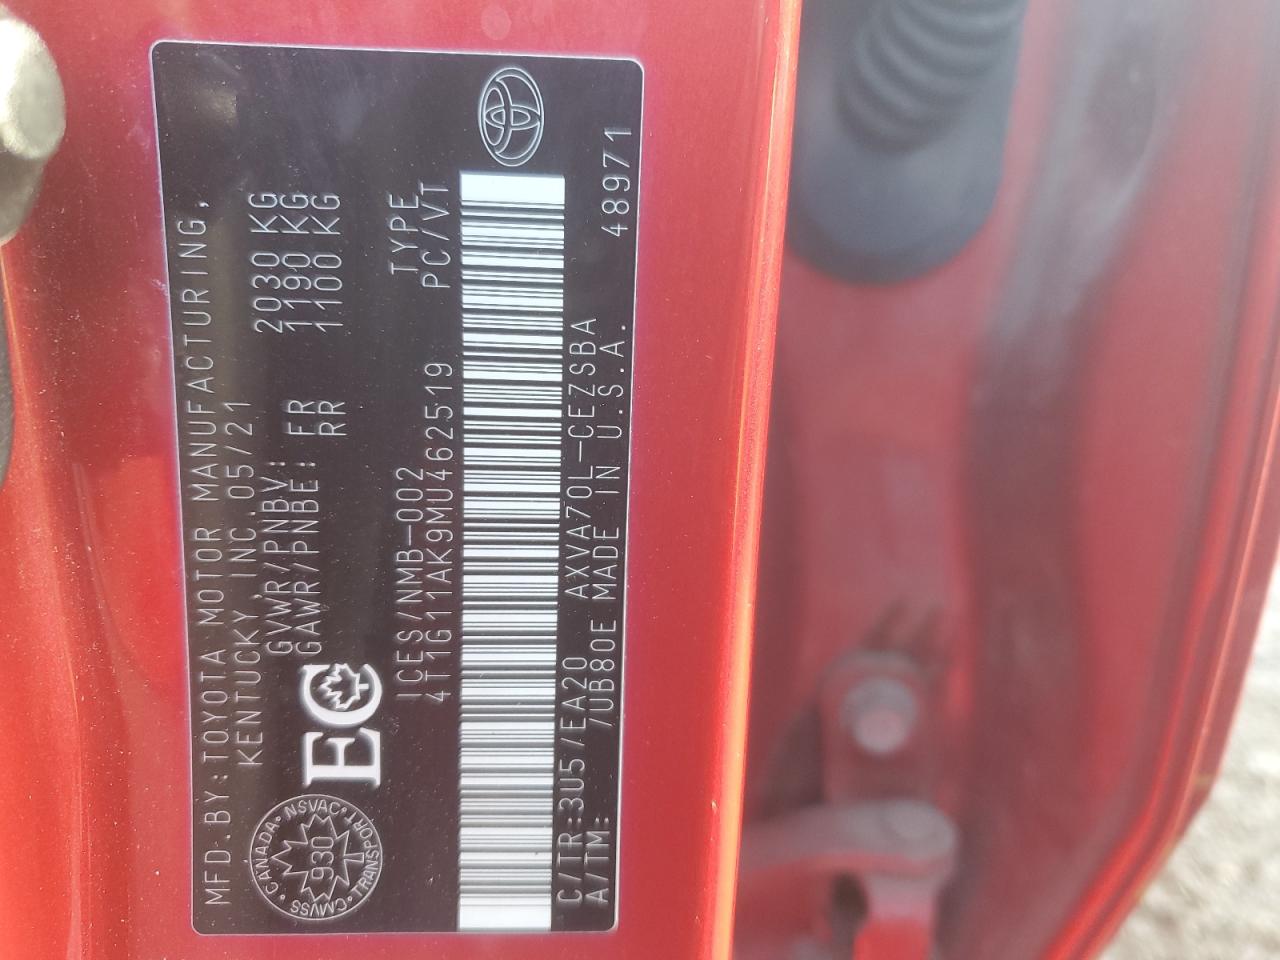 MFD.BY:TOYOTA MOTOR MANUFACTURING,
KENTUCKY, INC. 05/21
GVWR/PNBV: 2030 KG
GAWR/PNBE: FR 1190 KG
RR 1100 KG
CANADA
NSVAC • TRANSPORT • CMVSS
930
EC
ICES/NMB-002 TYPE
4T1G11AK9MU462519 PC/VT
C/TR:3U5/EA20 AXVA70L-CEZSBA
A/TM: /UB80E MADE IN U.S.A. 48971